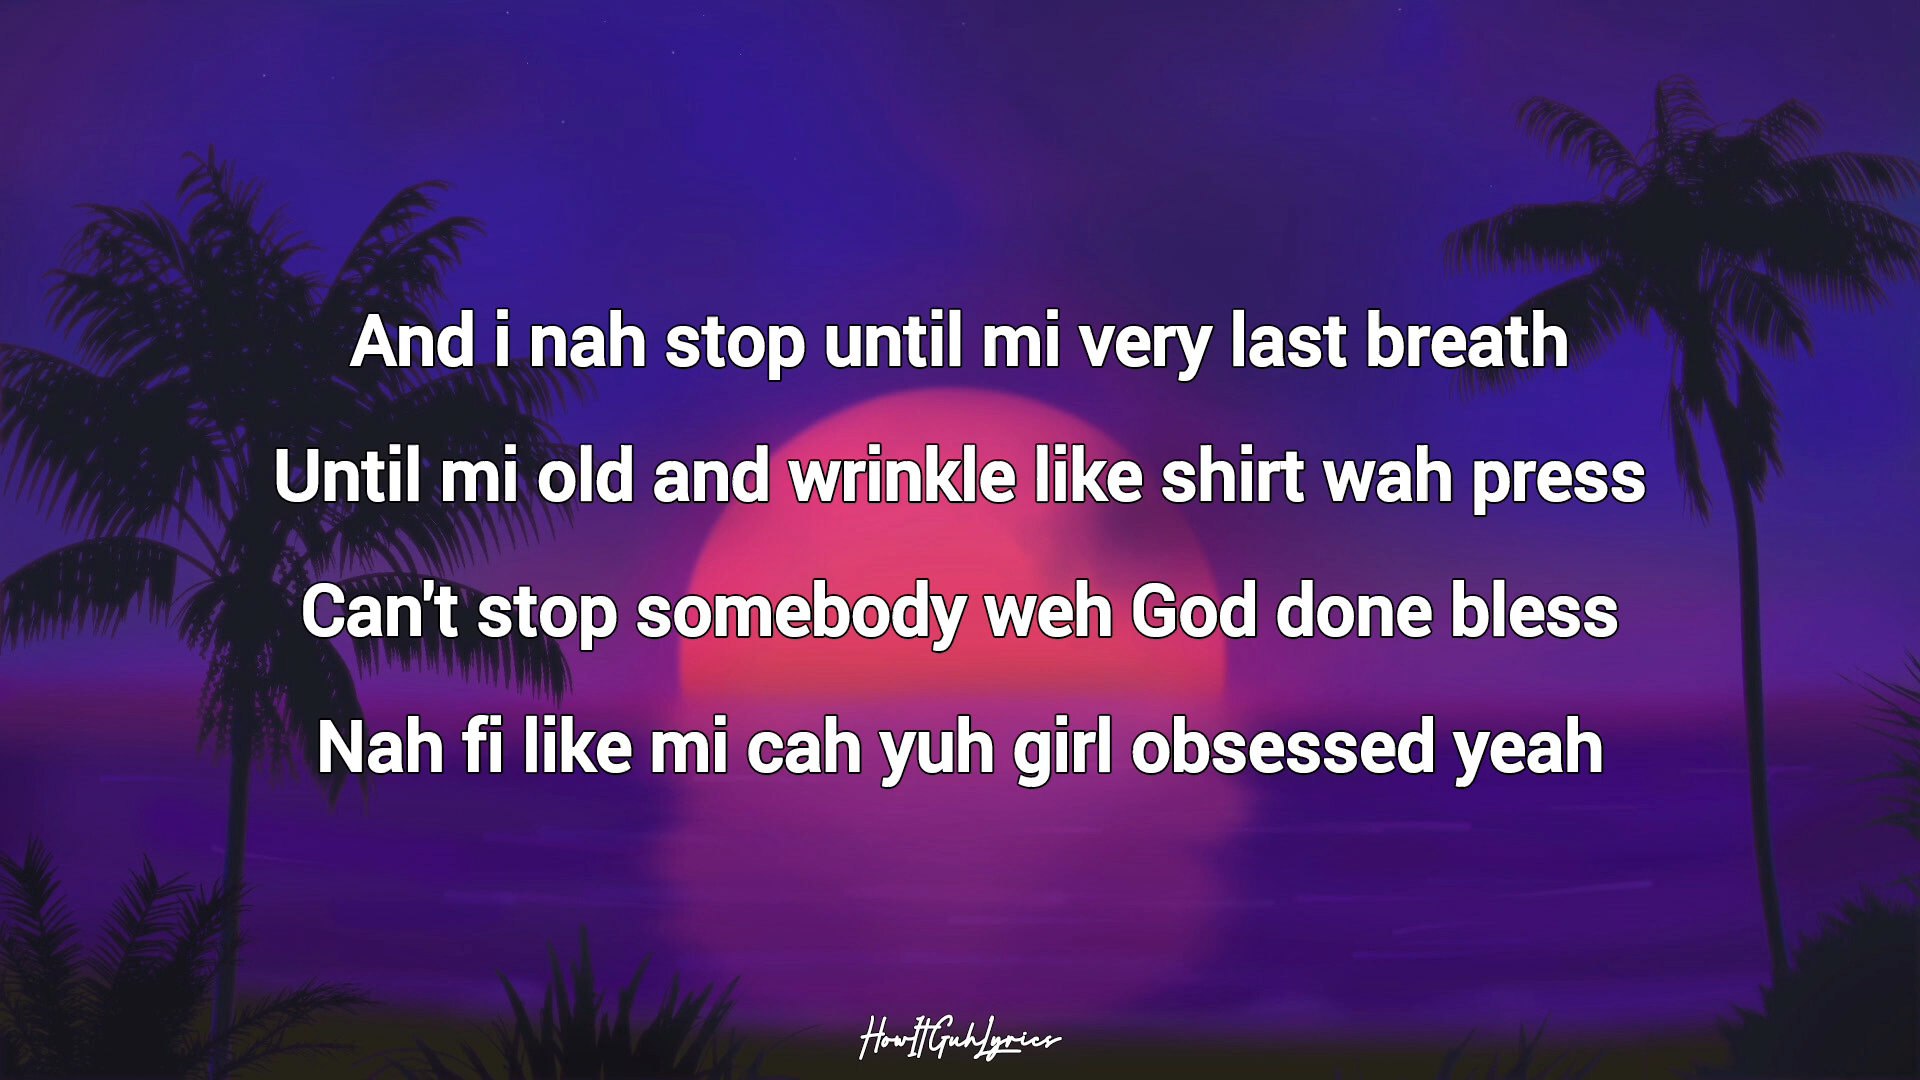 And i nah stop until mi very last breath
Until mi old and wrinkle like shirt wah press
Can't stop somebody weh God done bless
Nah fi like mi cah yuh girl obsessed yeah
HowItGuhLyrics